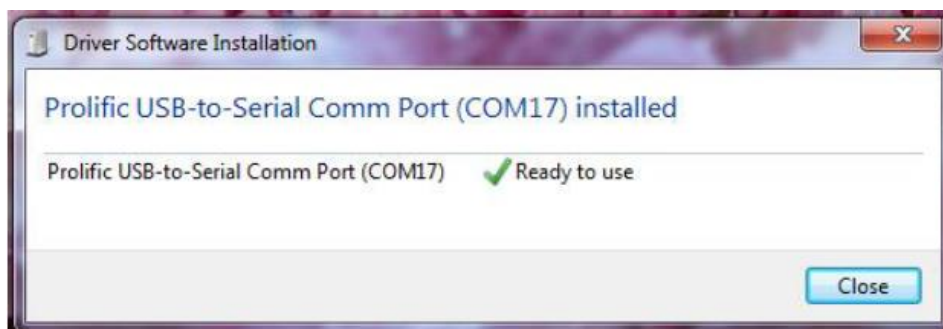 Driver Software Installation
Prolific USB-to-Serial Comm Port (COM17) installed
Prolific USB-to-Serial Comm Port (COM17) Ready to use
Close